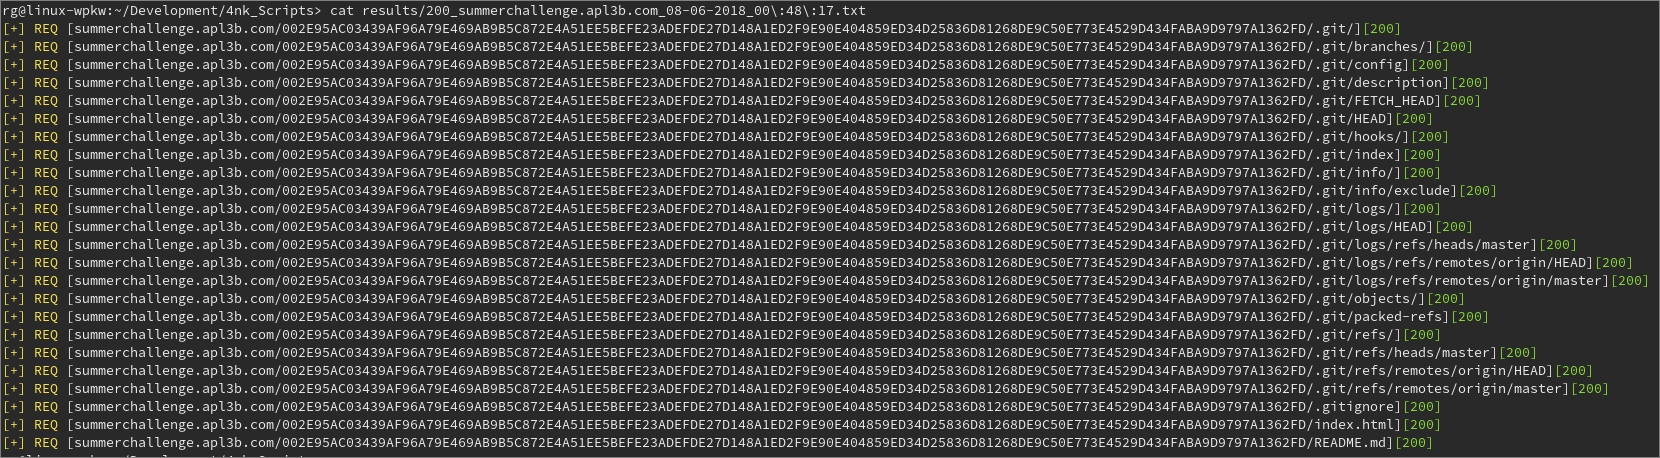 rg@linux-wpkw:~/Development/4nk_Scripts> cat results/200_summerchallenge.apl3b.com_08-06-2018_00\:48\:17.txt
[+] REQ [summerchallenge.apl3b.com/002E95AC03439AF96A79E469AB9B5C872E4A51EE5BEFE23ADEFDE27D148A1ED2F9E90E404859ED34D25836D81268DE9C50E773E4529D434FABA9D9797A1362FD/.git/][200]
[+] REQ [summerchallenge.apl3b.com/002E95AC03439AF96A79E469AB9B5C872E4A51EE5BEFE23ADEFDE27D148A1ED2F9E90E404859ED34D25836D81268DE9C50E773E4529D434FABA9D9797A1362FD/.git/branches/][200]
[+] REQ [summerchallenge.apl3b.com/002E95AC03439AF96A79E469AB9B5C872E4A51EE5BEFE23ADEFDE27D148A1ED2F9E90E404859ED34D25836D81268DE9C50E773E4529D434FABA9D9797A1362FD/.git/config][200]
[+] REQ [summerchallenge.apl3b.com/002E95AC03439AF96A79E469AB9B5C872E4A51EE5BEFE23ADEFDE27D148A1ED2F9E90E404859ED34D25836D81268DE9C50E773E4529D434FABA9D9797A1362FD/.git/description][200]
[+] REQ [summerchallenge.apl3b.com/002E95AC03439AF96A79E469AB9B5C872E4A51EE5BEFE23ADEFDE27D148A1ED2F9E90E404859ED34D25836D81268DE9C50E773E4529D434FABA9D9797A1362FD/.git/FETCH_HEAD][200]
[+] REQ [summerchallenge.apl3b.com/002E95AC03439AF96A79E469AB9B5C872E4A51EE5BEFE23ADEFDE27D148A1ED2F9E90E404859ED34D25836D81268DE9C50E773E4529D434FABA9D9797A1362FD/.git/HEAD][200]
[+] REQ [summerchallenge.apl3b.com/002E95AC03439AF96A79E469AB9B5C872E4A51EE5BEFE23ADEFDE27D148A1ED2F9E90E404859ED34D25836D81268DE9C50E773E4529D434FABA9D9797A1362FD/.git/hooks/][200]
[+] REQ [summerchallenge.apl3b.com/002E95AC03439AF96A79E469AB9B5C872E4A51EE5BEFE23ADEFDE27D148A1ED2F9E90E404859ED34D25836D81268DE9C50E773E4529D434FABA9D9797A1362FD/.git/index][200]
[+] REQ [summerchallenge.apl3b.com/002E95AC03439AF96A79E469AB9B5C872E4A51EE5BEFE23ADEFDE27D148A1ED2F9E90E404859ED34D25836D81268DE9C50E773E4529D434FABA9D9797A1362FD/.git/info/][200]
[+] REQ [summerchallenge.apl3b.com/002E95AC03439AF96A79E469AB9B5C872E4A51EE5BEFE23ADEFDE27D148A1ED2F9E90E404859ED34D25836D81268DE9C50E773E4529D434FABA9D9797A1362FD/.git/info/exclude][200]
[+] REQ [summerchallenge.apl3b.com/002E95AC03439AF96A79E469AB9B5C872E4A51EE5BEFE23ADEFDE27D148A1ED2F9E90E404859ED34D25836D81268DE9C50E773E4529D434FABA9D9797A1362FD/.git/logs/][200]
[+] REQ [summerchallenge.apl3b.com/002E95AC03439AF96A79E469AB9B5C872E4A51EE5BEFE23ADEFDE27D148A1ED2F9E90E404859ED34D25836D81268DE9C50E773E4529D434FABA9D9797A1362FD/.git/logs/HEAD][200]
[+] REQ [summerchallenge.apl3b.com/002E95AC03439AF96A79E469AB9B5C872E4A51EE5BEFE23ADEFDE27D148A1ED2F9E90E404859ED34D25836D81268DE9C50E773E4529D434FABA9D9797A1362FD/.git/logs/refs/heads/master][200]
[+] REQ [summerchallenge.apl3b.com/002E95AC03439AF96A79E469AB9B5C872E4A51EE5BEFE23ADEFDE27D148A1ED2F9E90E404859ED34D25836D81268DE9C50E773E4529D434FABA9D9797A1362FD/.git/logs/refs/remotes/origin/HEAD][200]
[+] REQ [summerchallenge.apl3b.com/002E95AC03439AF96A79E469AB9B5C872E4A51EE5BEFE23ADEFDE27D148A1ED2F9E90E404859ED34D25836D81268DE9C50E773E4529D434FABA9D9797A1362FD/.git/logs/refs/remotes/origin/master][200]
[+] REQ [summerchallenge.apl3b.com/002E95AC03439AF96A79E469AB9B5C872E4A51EE5BEFE23ADEFDE27D148A1ED2F9E90E404859ED34D25836D81268DE9C50E773E4529D434FABA9D9797A1362FD/.git/objects/][200]
[+] REQ [summerchallenge.apl3b.com/002E95AC03439AF96A79E469AB9B5C872E4A51EE5BEFE23ADEFDE27D148A1ED2F9E90E404859ED34D25836D81268DE9C50E773E4529D434FABA9D9797A1362FD/.git/packed-refs][200]
[+] REQ [summerchallenge.apl3b.com/002E95AC03439AF96A79E469AB9B5C872E4A51EE5BEFE23ADEFDE27D148A1ED2F9E90E404859ED34D25836D81268DE9C50E773E4529D434FABA9D9797A1362FD/.git/refs/][200]
[+] REQ [summerchallenge.apl3b.com/002E95AC03439AF96A79E469AB9B5C872E4A51EE5BEFE23ADEFDE27D148A1ED2F9E90E404859ED34D25836D81268DE9C50E773E4529D434FABA9D9797A1362FD/.git/refs/heads/master][200]
[+] REQ [summerchallenge.apl3b.com/002E95AC03439AF96A79E469AB9B5C872E4A51EE5BEFE23ADEFDE27D148A1ED2F9E90E404859ED34D25836D81268DE9C50E773E4529D434FABA9D9797A1362FD/.git/refs/remotes/origin/HEAD][200]
[+] REQ [summerchallenge.apl3b.com/002E95AC03439AF96A79E469AB9B5C872E4A51EE5BEFE23ADEFDE27D148A1ED2F9E90E404859ED34D25836D81268DE9C50E773E4529D434FABA9D9797A1362FD/.git/refs/remotes/origin/master][200]
[+] REQ [summerchallenge.apl3b.com/002E95AC03439AF96A79E469AB9B5C872E4A51EE5BEFE23ADEFDE27D148A1ED2F9E90E404859ED34D25836D81268DE9C50E773E4529D434FABA9D9797A1362FD/.gitignore][200]
[+] REQ [summerchallenge.apl3b.com/002E95AC03439AF96A79E469AB9B5C872E4A51EE5BEFE23ADEFDE27D148A1ED2F9E90E404859ED34D25836D81268DE9C50E773E4529D434FABA9D9797A1362FD/index.html][200]
[+] REQ [summerchallenge.apl3b.com/002E95AC03439AF96A79E469AB9B5C872E4A51EE5BEFE23ADEFDE27D148A1ED2F9E90E404859ED34D25836D81268DE9C50E773E4529D434FABA9D9797A1362FD/README.md][200]